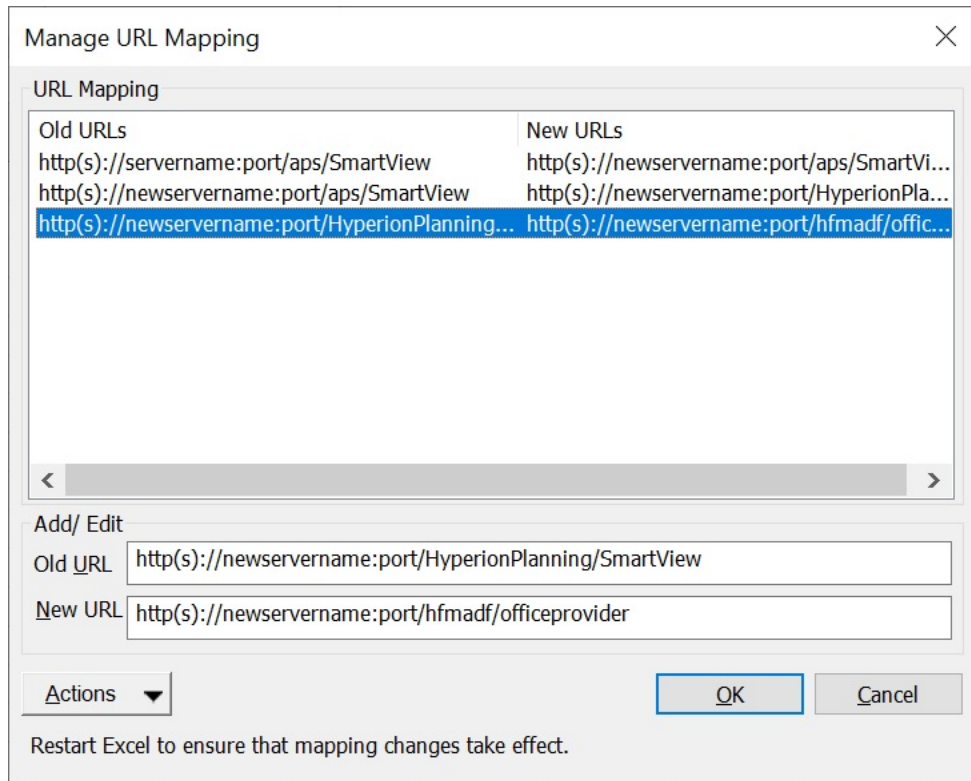 Manage URL Mapping
URL Mapping
Old URLs New URLs
http(s)://servername:port/aps/SmartView http(s)://newservername:port/aps/SmartVi...
http(s)://newservername:port/aps/SmartView http(s)://newservername:port/HyperionPla...
http(s)://newservername:port/HyperionPlanning... http(s)://newservername:port/hfmadf/offic...
Add/ Edit
Old URL http(s)://newservername:port/HyperionPlanning/SmartView
New URL http(s)://newservername:port/hfmadf/officeprovider
Actions OK Cancel
Restart Excel to ensure that mapping changes take effect.